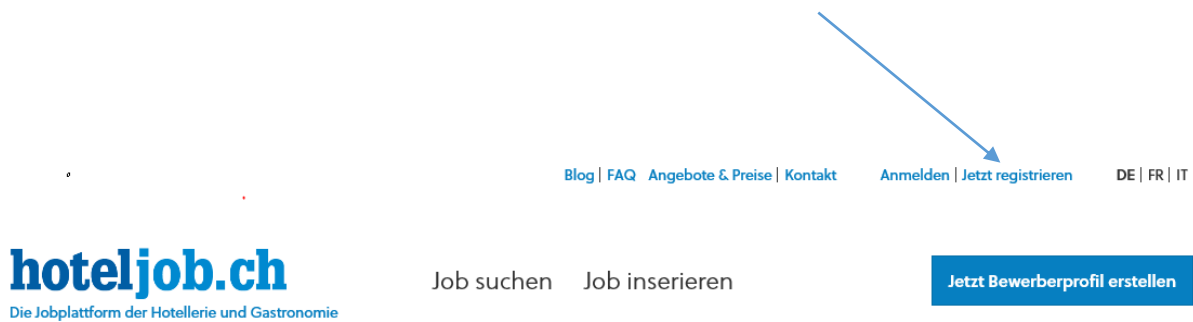 Blog | FAQ Angebote & Preise | Kontakt Anmelden | Jetzt registrieren DE | FR | IT
hoteljob.ch
Die Jobplattform der Hotellerie und Gastronomie
Job suchen Job inserieren
Jetzt Bewerberprofil erstellen